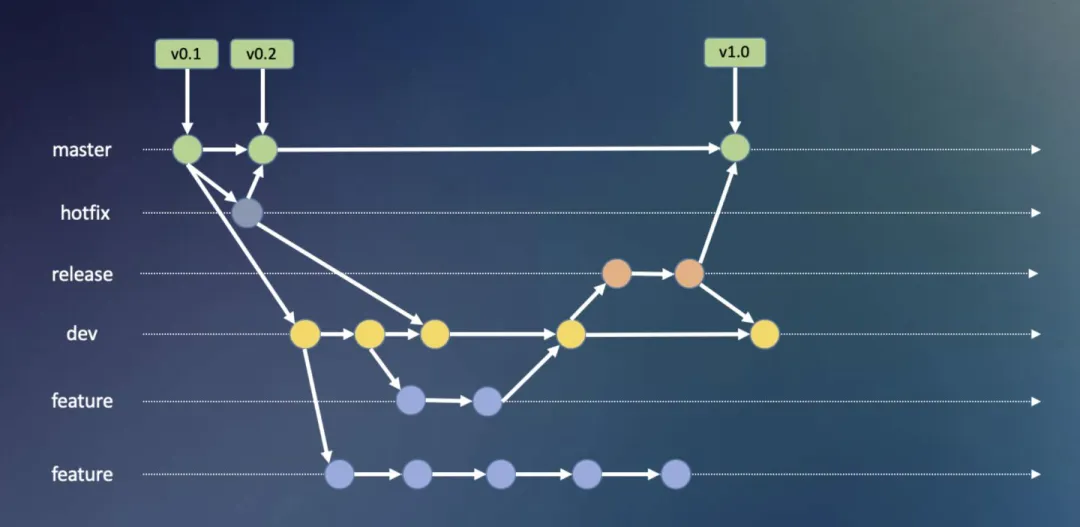 v0.1
v0.2
v1.0
master
hotfix
release
dev
feature
feature